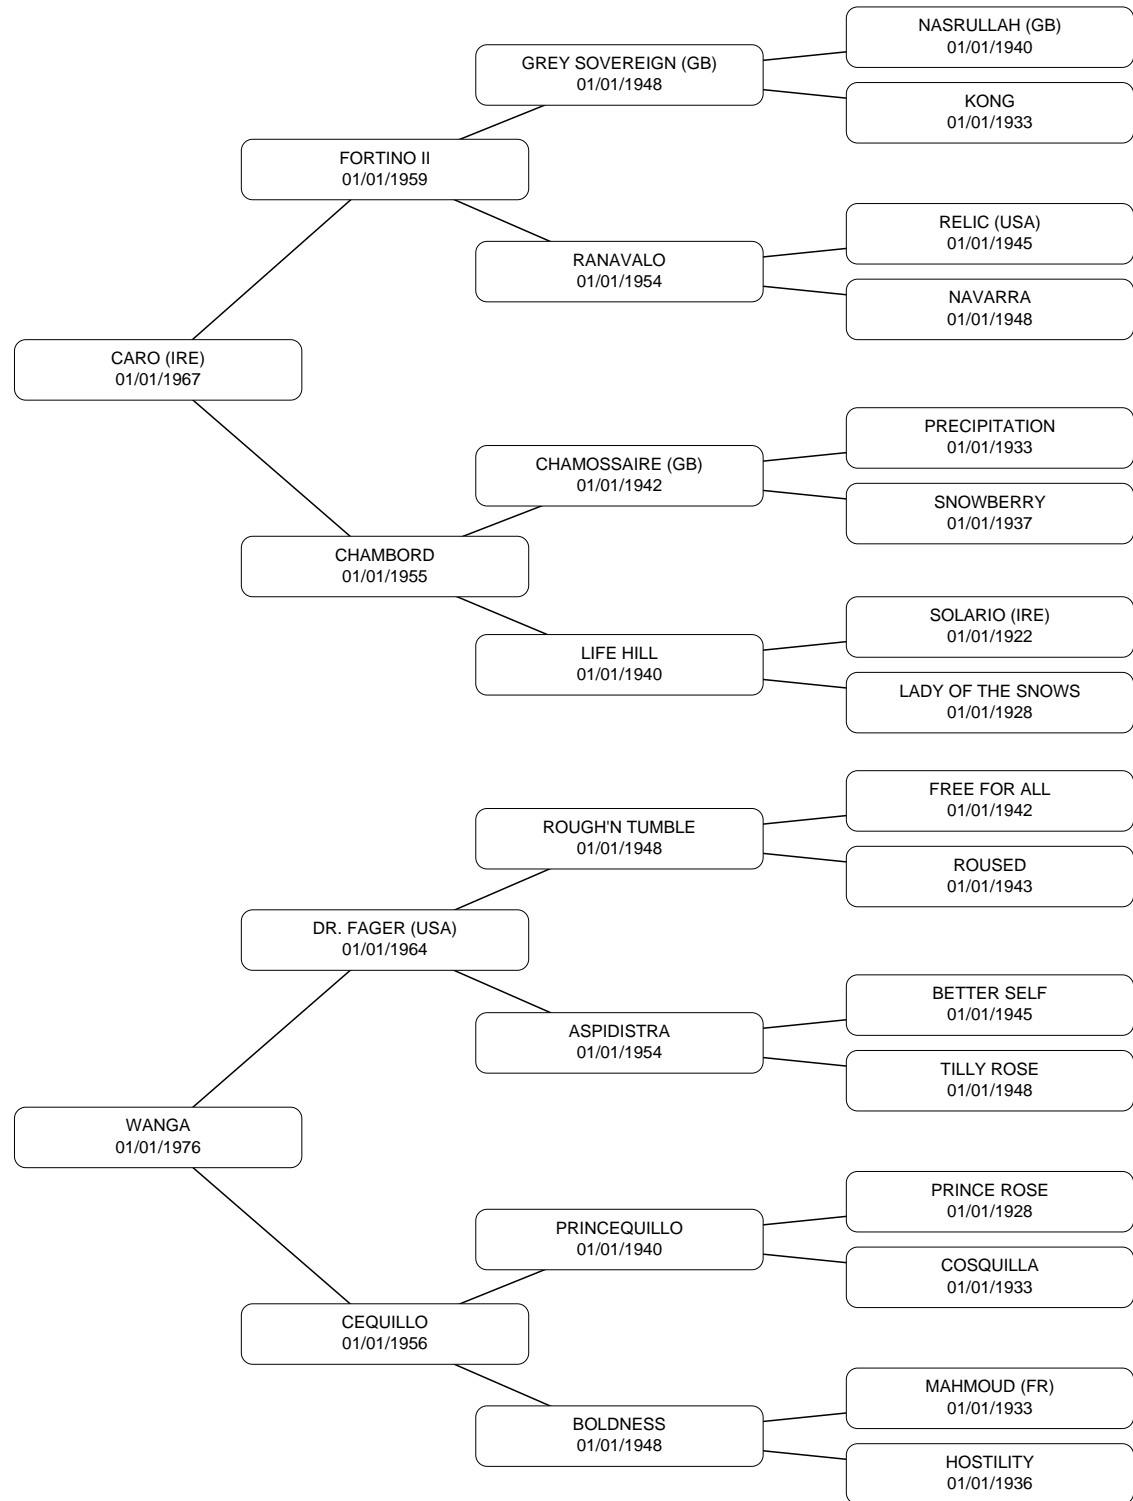 NASRULLAH (GB)
01/01/1940
GREY SOVEREIGN (GB)
01/01/1948
KONG
01/01/1933
FORTINO II
01/01/1959
RELIC (USA)
01/01/1945
RANAVALO
01/01/1954
NAVARRA
01/01/1948
CARO (IRE)
01/01/1967
PRECIPITATION
01/01/1933
CHAMOSSAIRE (GB)
01/01/1942
SNOWBERRY
01/01/1937
CHAMBORD
01/01/1955
SOLARIO (IRE)
01/01/1922
LIFE HILL
01/01/1940
LADY OF THE SNOWS
01/01/1928
FREE FOR ALL
01/01/1942
ROUGH'N TUMBLE
01/01/1948
ROUSED
01/01/1943
DR. FAGER (USA)
01/01/1964
BETTER SELF
01/01/1945
ASPIDISTRA
01/01/1954
TILLY ROSE
01/01/1948
WANGA
01/01/1976
PRINCE ROSE
01/01/1928
PRINCEQUILLO
01/01/1940
COSQUILLA
01/01/1933
CEQUILLO
01/01/1956
MAHMOUD (FR)
01/01/1933
BOLDNESS
01/01/1948
HOSTILITY
01/01/1936